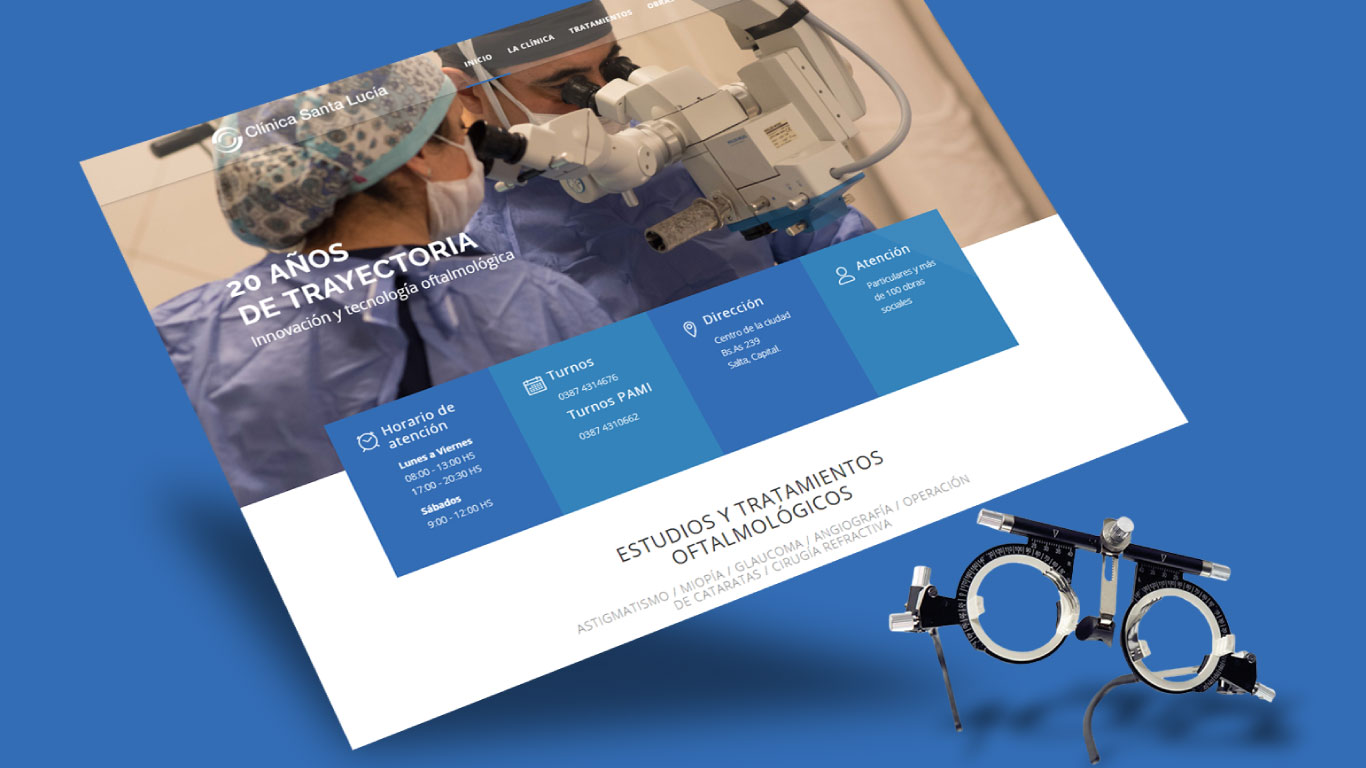 INICIO
LA CLÍNICA
TRATAMIENTOS
OBRAS
Clínica Santa Lucía
20 AÑOS
DE TRAYECTORIA
Innovación y tecnología oftalmológica
Horario de
atención
Lunes a Viernes
08:00 - 13:00 HS
17:00 - 20:30 HS
Sábados
9:00 - 12:00 HS
Turnos
0387 4314676
Turnos PAMI
0387 4310662
Dirección
Centro de la ciudad
Bs.As 239
Salta, Capital.
Atención
Particulares y más
de 100 obras
sociales
ESTUDIOS Y TRATAMIENTOS
OFTALMOLÓGICOS
ASTIGMATISMO / MIOPÍA / GLAUCOMA / ANGIOGRAFÍA / OPERACIÓN
DE CATARATAS / CIRUGÍA REFRACTIVA